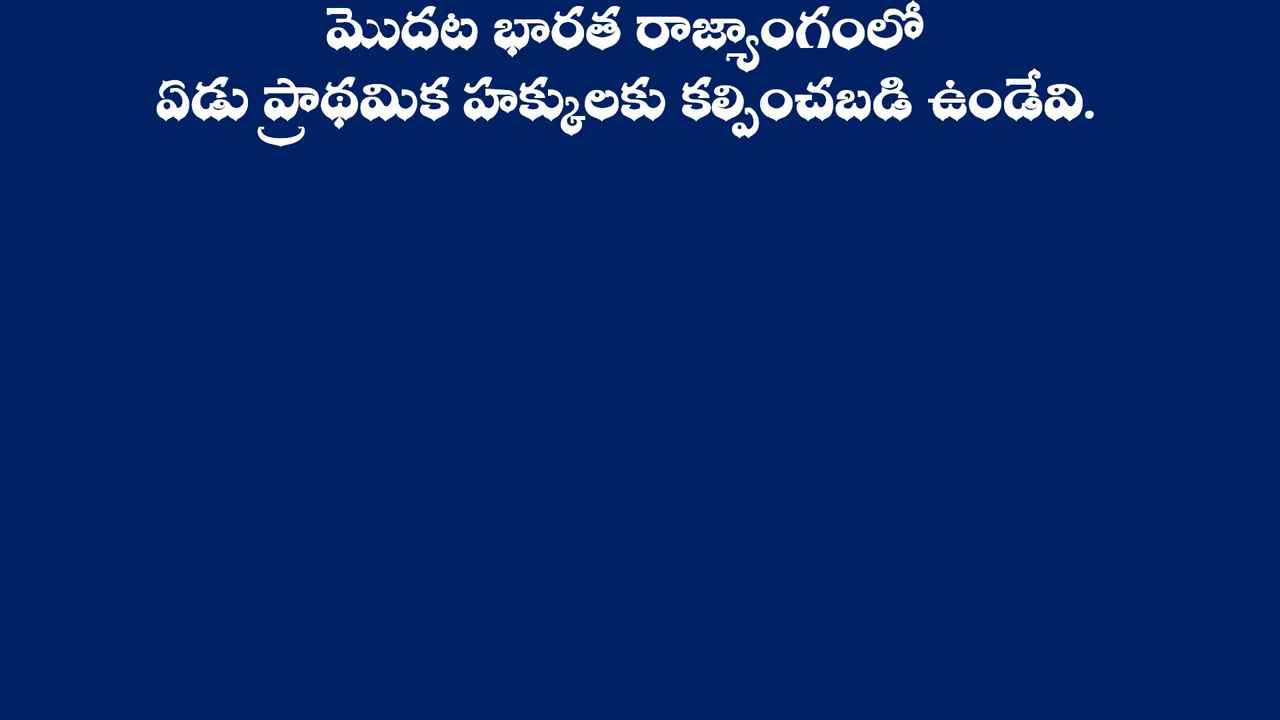 మొదట భారత రాజ్యాంగంలో
ఏడు ప్రాథమిక హక్కులకు కల్పించబడి ఉండేవి.